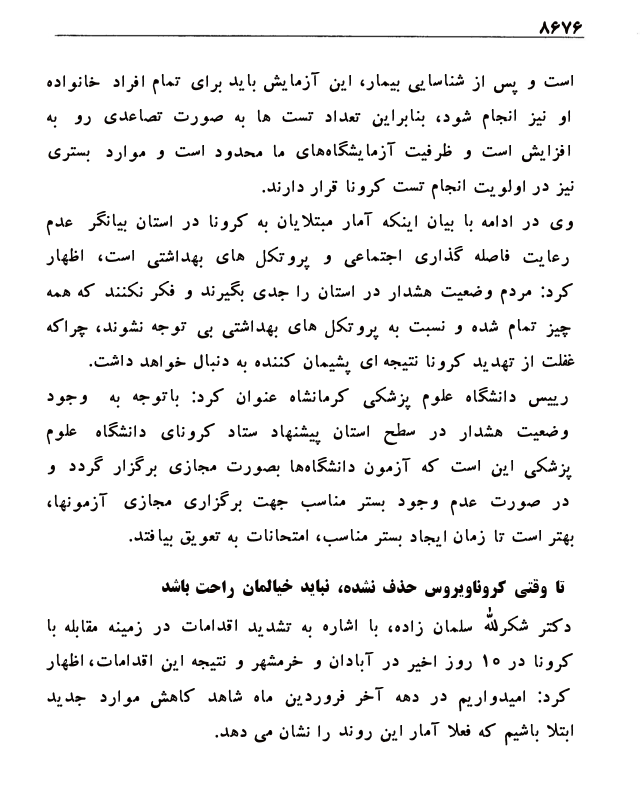 ۸۶۷۶
است و پس از شناسایی بیمار، این آزمایش باید برای تمام افراد خانواده
او نیز انجام شود، بنابراین تعداد تست ها به صورت تصاعدی رو به
افزایش است و ظرفیت آزمایشگاه‌های ما محدود است و موارد بستری
نیز در اولویت انجام تست کرونا قرار دارند.
وی در ادامه با بیان اینکه آمار مبتلایان به کرونا در استان بیانگر عدم
رعایت فاصله گذاری اجتماعی و پروتکل های بهداشتی است، اظهار
کرد: مردم وضعیت هشدار در استان را جدی بگیرند و فکر نکنند که همه
چیز تمام شده و نسبت به پروتکل های بهداشتی بی توجه نشوند، چراکه
غفلت از تهدید کرونا نتیجه ای پشیمان کننده به دنبال خواهد داشت.
رییس دانشگاه علوم پزشکی کرمانشاه عنوان کرد: باتوجه به وجود
وضعیت هشدار در سطح استان پیشنهاد ستاد کرونای دانشگاه علوم
پزشکی این است که آزمون دانشگاه‌ها بصورت مجازی برگزار گردد و
در صورت عدم وجود بستر مناسب جهت برگزاری مجازی آزمونها،
بهتر است تا زمان ایجاد بستر مناسب، امتحانات به تعویق بیافتد.
تا وقتی کروناویروس حذف نشده، نباید خیالمان راحت باشد
دکتر شکرالله سلمان زاده، با اشاره به تشدید اقدامات در زمینه مقابله با
کرونا در ۱۰ روز اخیر در آبادان و خرمشهر و نتیجه این اقدامات، اظهار
کرد: امیدواریم در دهه آخر فروردین ماه شاهد کاهش موارد جدید
ابتلا باشیم که فعلا آمار این روند را نشان می دهد.